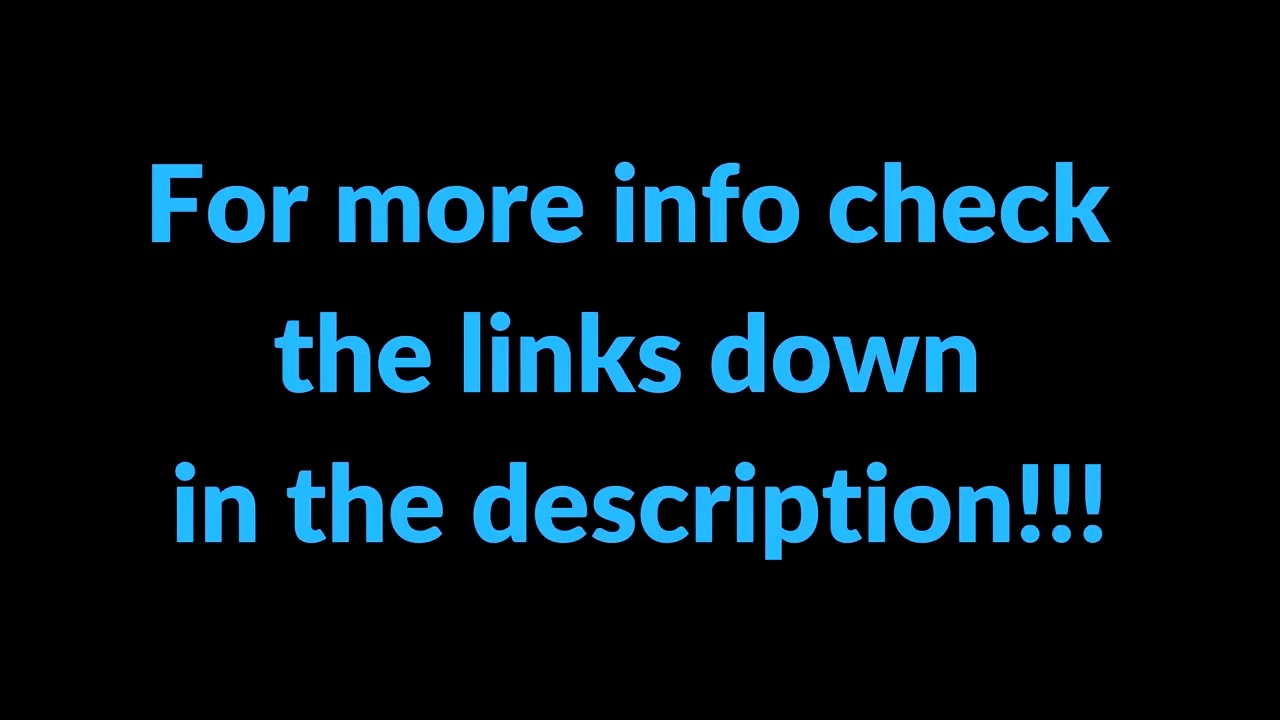 For more info check
the links down
in the description!!!